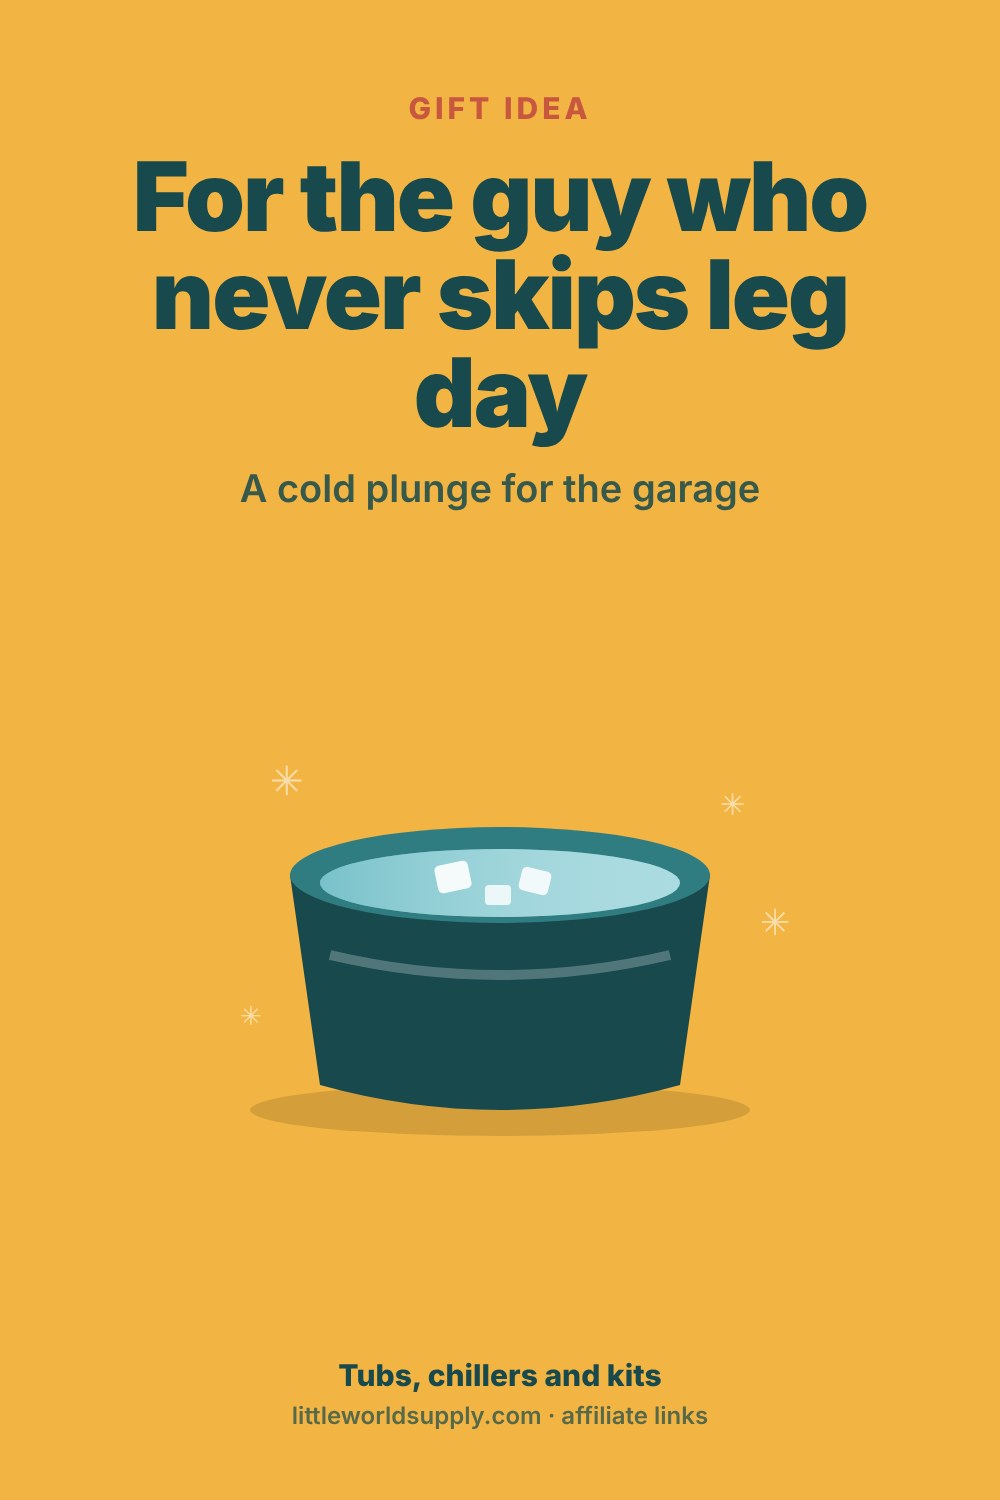 GIFT IDEA
For the guy who
never skips leg
day
A cold plunge for the garage
Tubs, chillers and kits
littleworldsupply.com · affiliate links